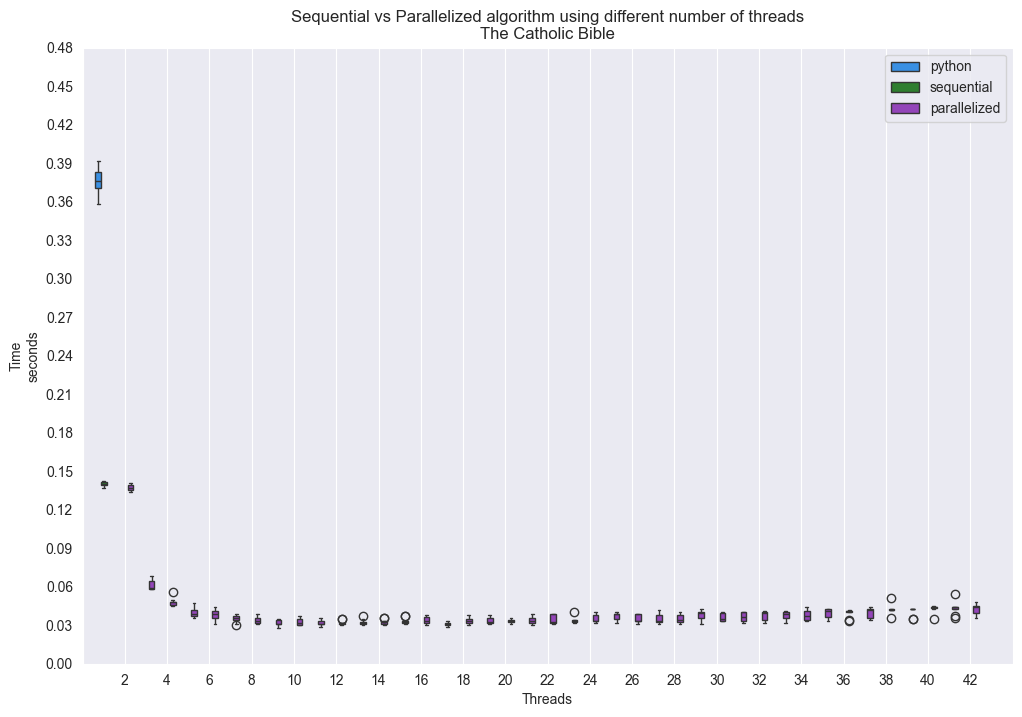 Sequential vs Parallelized algorithm using different number of threads
The Catholic Bible
python
sequential
parallelized
0.48
0.45
0.42
0.39
0.36
0.33
0.30
0.27
0.24
0.21
0.18
0.15
0.12
0.09
0.06
0.03
0.00
Time
seconds
2 4 6 8 10 12 14 16 18 20 22 24 26 28 30 32 34 36 38 40 42
Threads